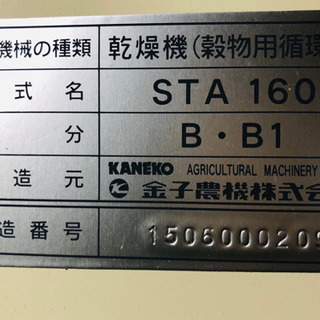 機械の種類 乾燥機(穀物用循環
式名 STA 160
分 B・B1
造元 KANEKO AGRICULTURAL MACHINERY
金子農機株式会
造番号 1506000205